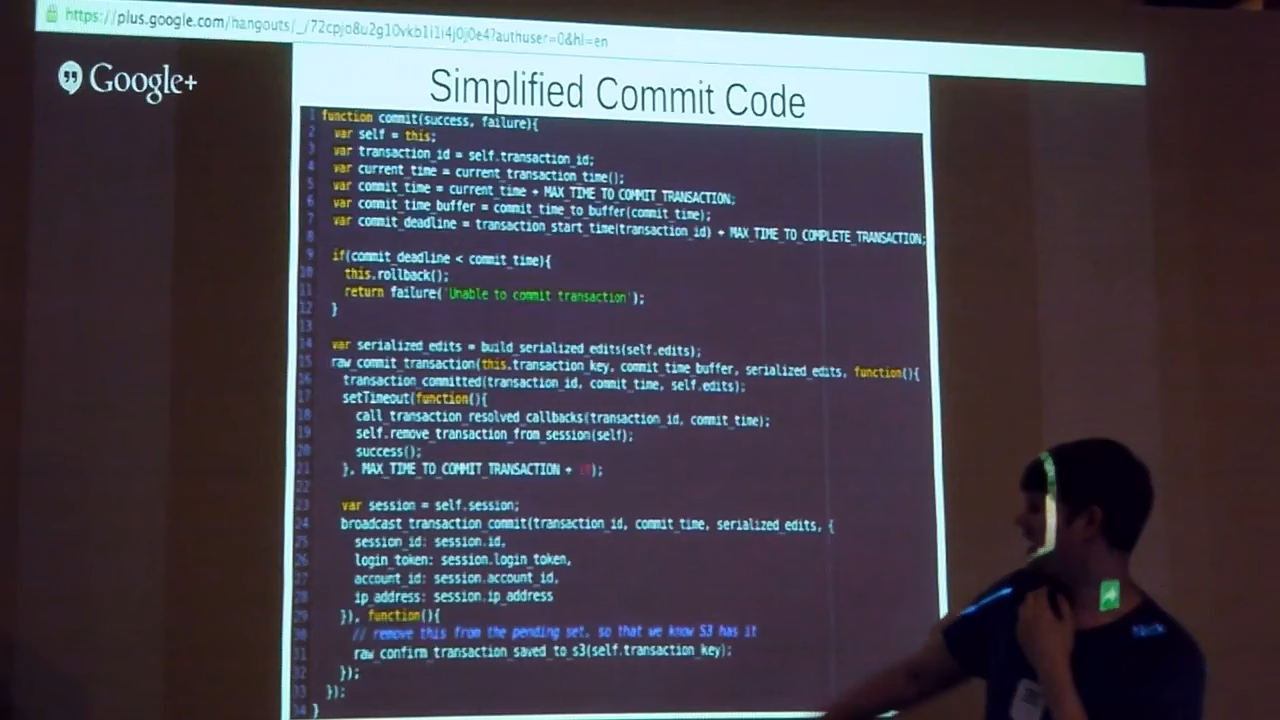 https://plus.google.com/hangouts/_/72cpjo8u2g10vkb1i1i4j0j0e4?authuser=0&hl=en
Google+
Simplified Commit Code
1 function commit(success, failure){
2 var self = this;
3 var transaction_id = self.transaction_id;
4 var current_time = current_transaction_time();
5 var commit_time = current_time + MAX_TIME_TO_COMMIT_TRANSACTION;
6 var commit_time_buffer = commit_time_to_buffer(commit_time);
7 var commit_deadline = transaction_start_time(transaction_id) + MAX_TIME_TO_COMPLETE_TRANSACTION;
8
9 if(commit_deadline < commit_time){
10 this.rollback();
11 return failure('Unable to commit transaction');
12 }
13
14 var serialized_edits = build_serialized_edits(self.edits);
15 raw_commit_transaction(this.transaction_key, commit_time_buffer, serialized_edits, function(){
16 transaction_committed(transaction_id, commit_time, self.edits);
17 setTimeout(function(){
18 call_transaction_resolved_callbacks(transaction_id, commit_time);
19 self.remove_transaction_from_session(self);
20 success();
21 }, MAX_TIME_TO_COMMIT_TRANSACTION + );
22
23 var session = self.session;
24 broadcast_transaction_commit(transaction_id, commit_time, serialized_edits, {
25 session_id: session.id,
26 login_token: session.login_token,
27 account_id: session.account_id,
28 ip_address: session.ip_address
29 }), function(){
30 // remove this from the pending set, so that we know S3 has it
31 raw_confirm_transaction_saved_to_s3(self.transaction_key);
32 });
33 });
34 }